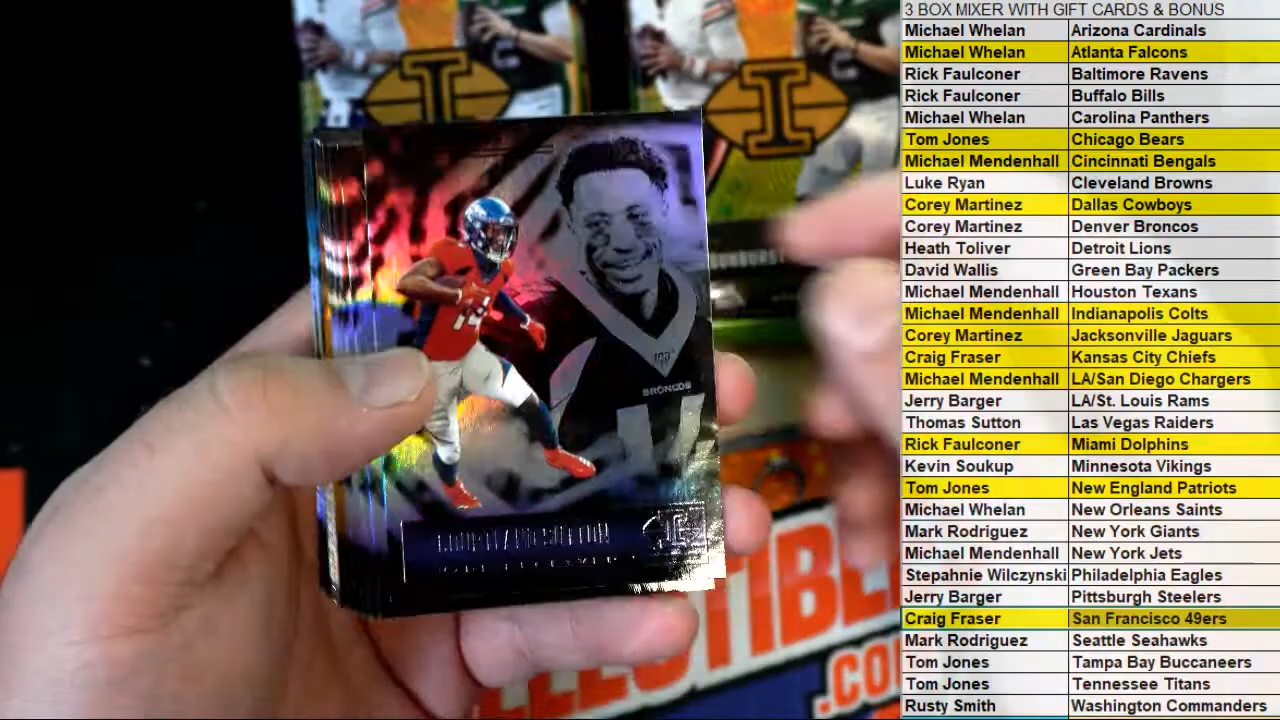 3 BOX MIXER WITH GIFT CARDS & BONUS
Michael Whelan Arizona Cardinals
Michael Whelan Atlanta Falcons
Rick Faulconer Baltimore Ravens
Rick Faulconer Buffalo Bills
Michael Whelan Carolina Panthers
Tom Jones Chicago Bears
Michael Mendenhall Cincinnati Bengals
Luke Ryan Cleveland Browns
Corey Martinez Dallas Cowboys
Corey Martinez Denver Broncos
Heath Toliver Detroit Lions
David Wallis Green Bay Packers
Michael Mendenhall Houston Texans
Michael Mendenhall Indianapolis Colts
Corey Martinez Jacksonville Jaguars
Craig Fraser Kansas City Chiefs
Michael Mendenhall LA/San Diego Chargers
Jerry Barger LA/St. Louis Rams
Thomas Sutton Las Vegas Raiders
Rick Faulconer Miami Dolphins
Kevin Soukup Minnesota Vikings
Tom Jones New England Patriots
Michael Whelan New Orleans Saints
Mark Rodriguez New York Giants
Michael Mendenhall New York Jets
Stepahnie Wilczynski Philadelphia Eagles
Jerry Barger Pittsburgh Steelers
Craig Fraser San Francisco 49ers
Mark Rodriguez Seattle Seahawks
Tom Jones Tampa Bay Buccaneers
Tom Jones Tennessee Titans
Rusty Smith Washington Commanders
I
I
BRONCOS
14
.CO